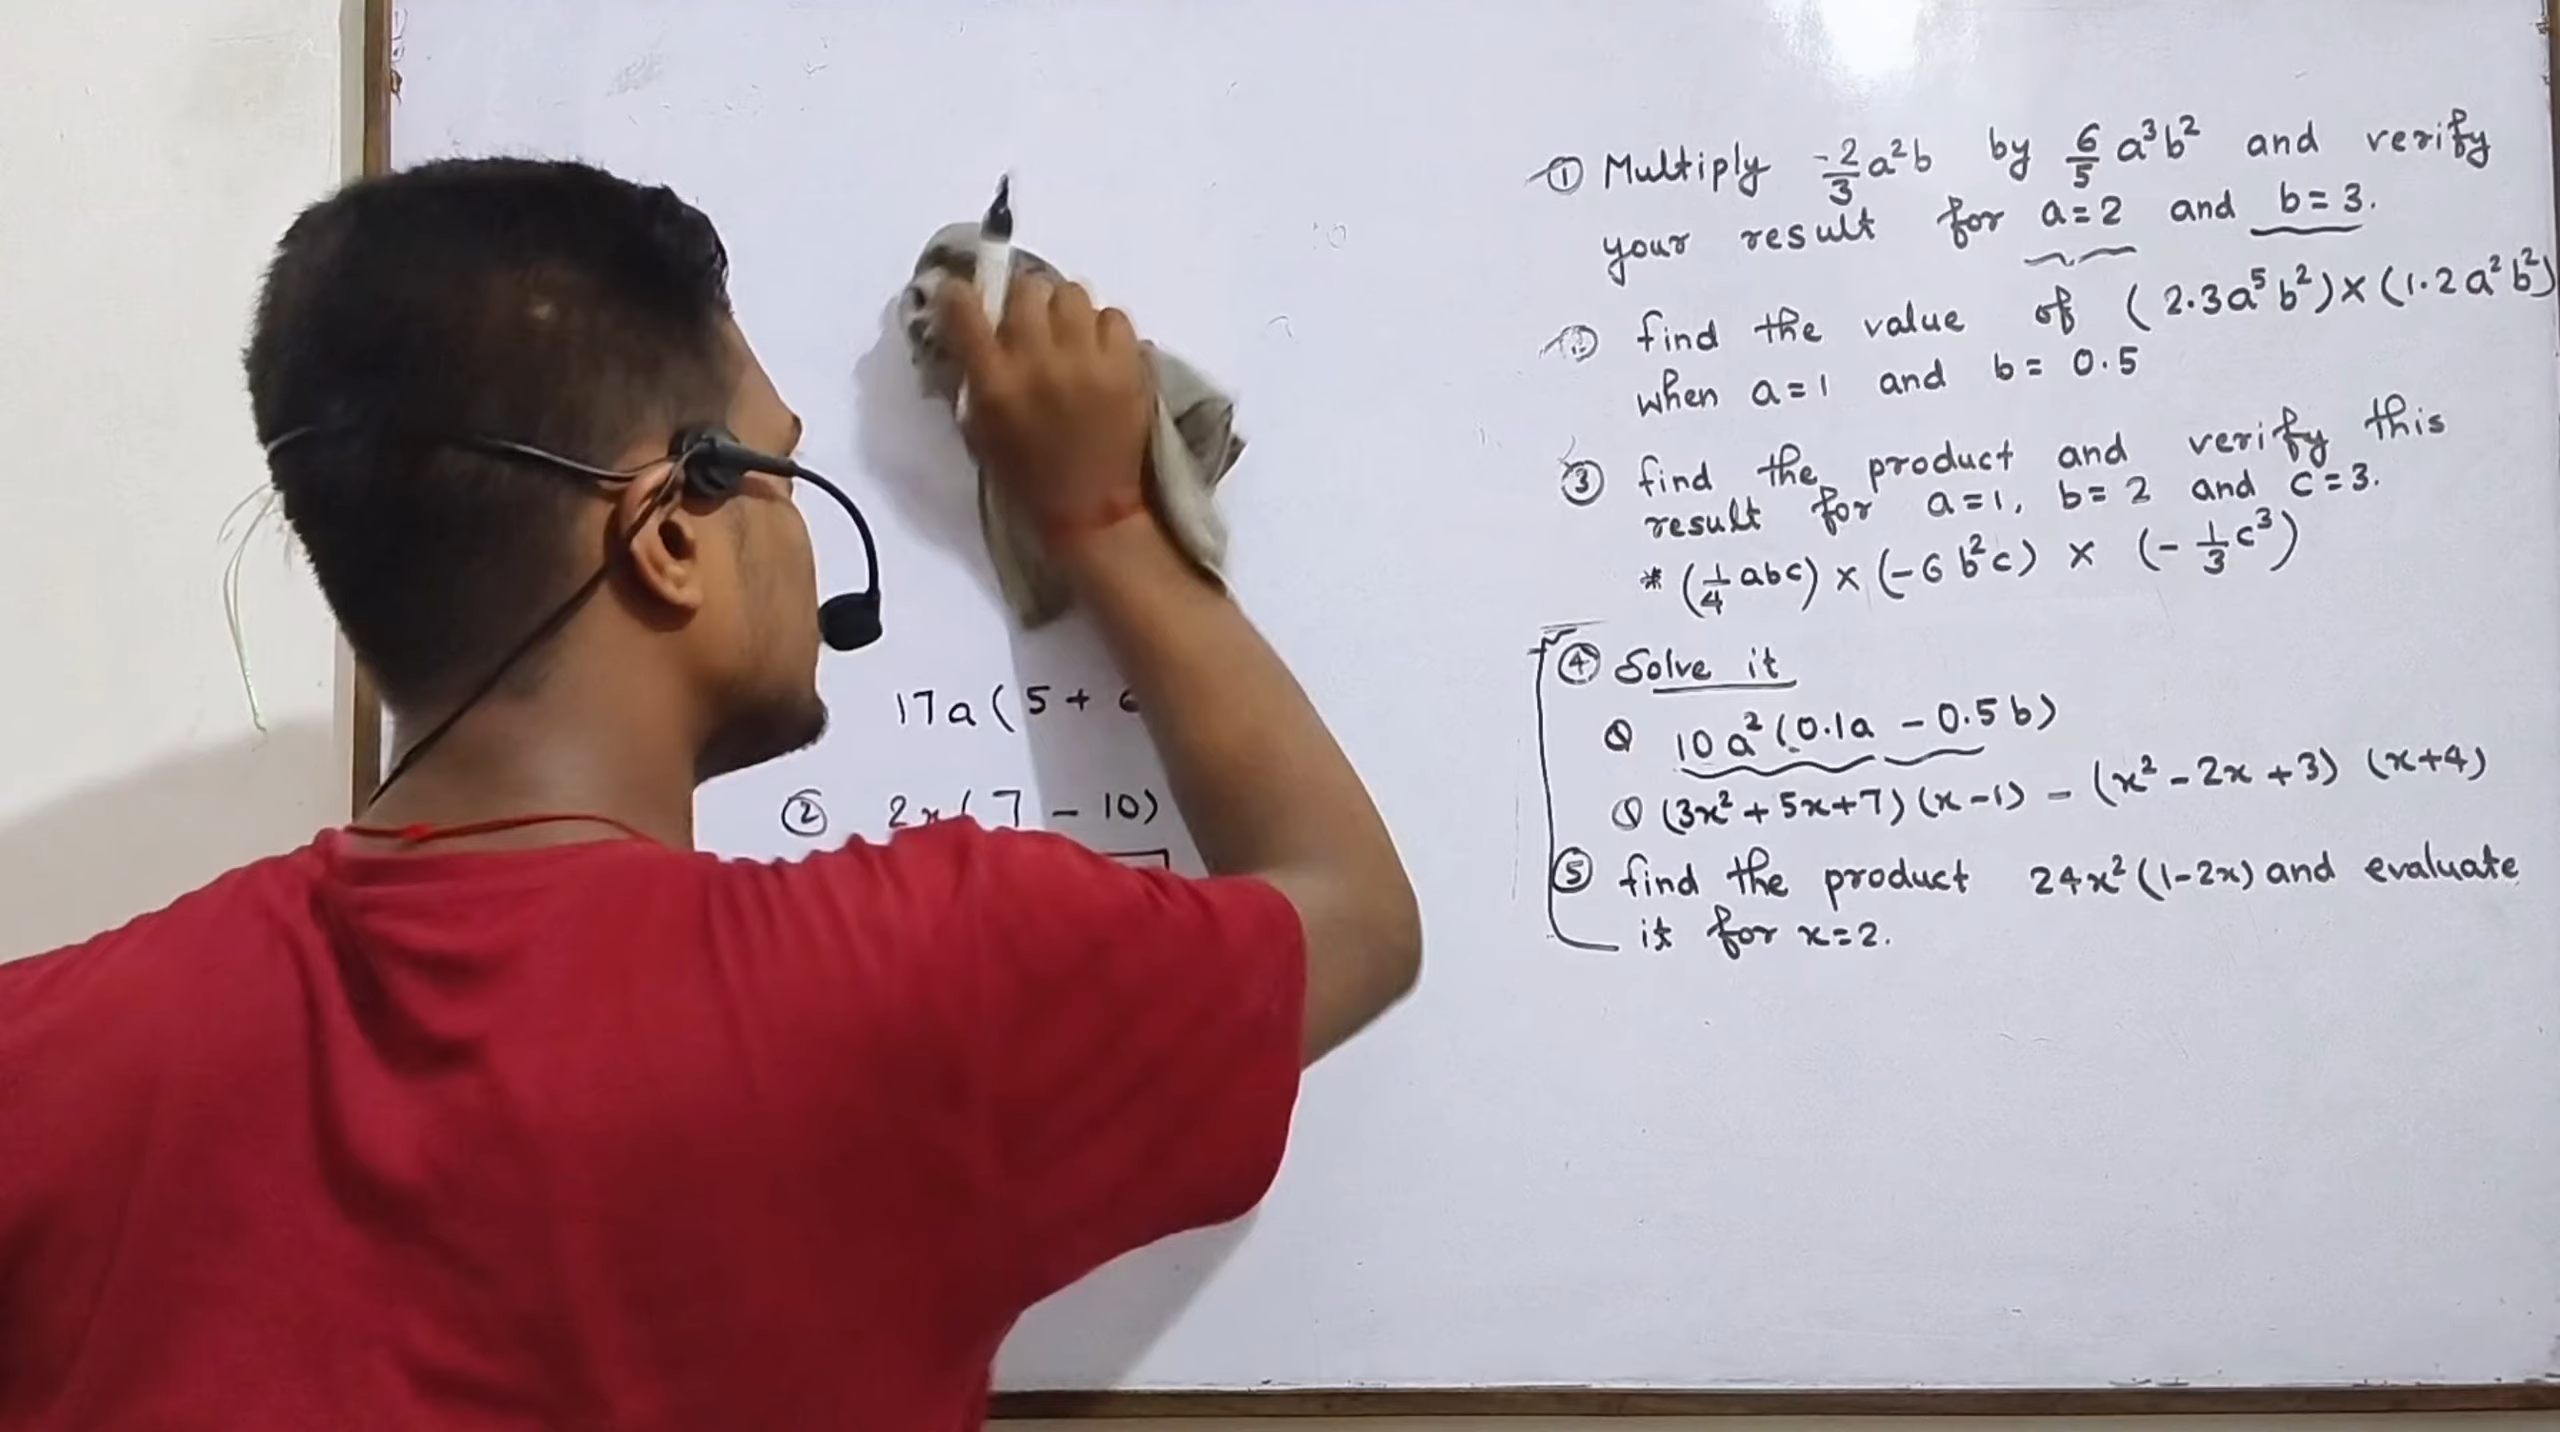 17a(5+
② 2x(7-10)
① Multiply -2/3 a²b by 6/5 a³b² and verify
your result for a=2 and b=3.
② find the value of (2.3a⁵b²)×(1.2a²b²)
when a=1 and b=0.5
③ find the product and verify this
result for a=1, b=2 and c=3.
* (1/4 abc) × (-6b²c) × (-1/3 c³)
④ Solve it
10a²(0.1a - 0.5b)
(3x²+5x+7)(x-1) - (x²-2x+3)(x+4)
⑤ find the product 24x²(1-2x) and evaluate
it for x=2.